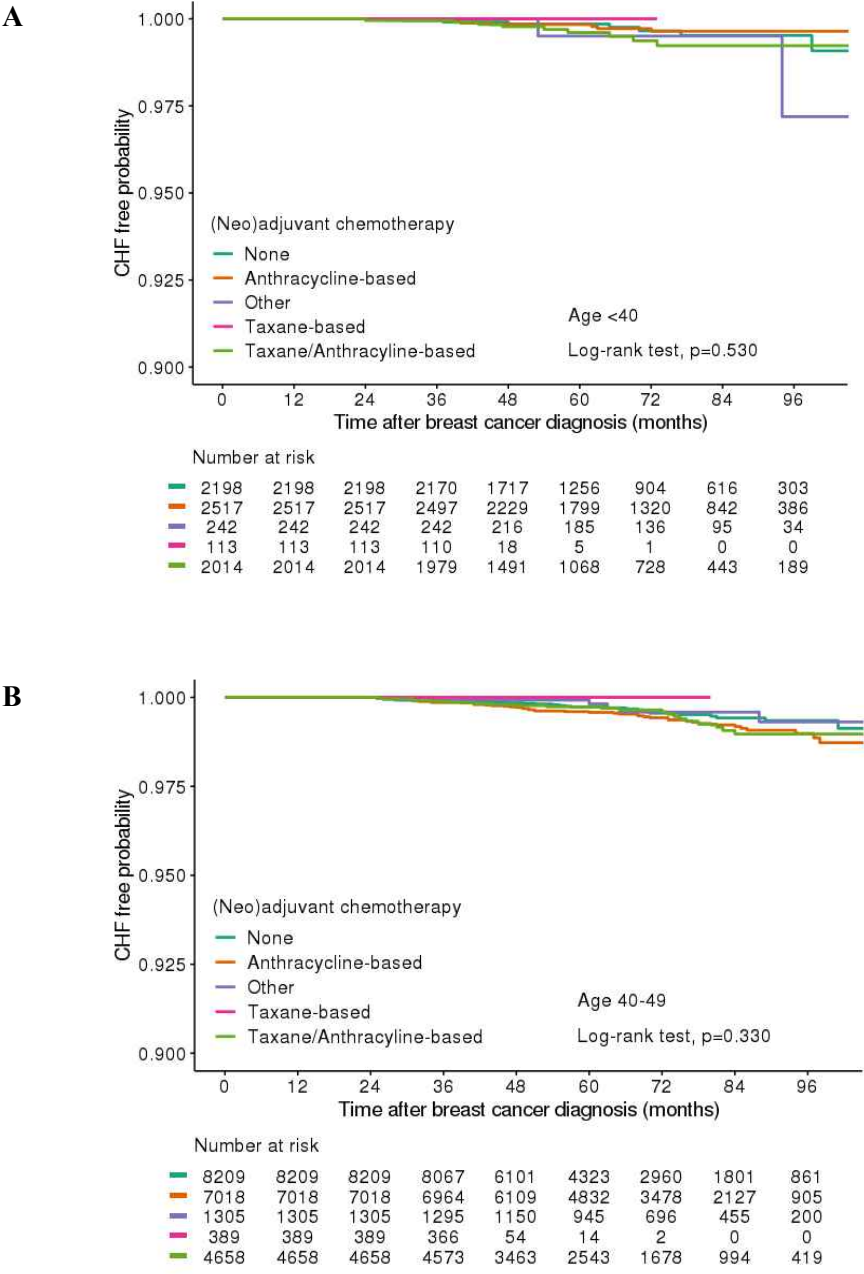 A
1.000
0.975
0.950
0.925
0.900
CHF free probability
(Neo)adjuvant chemotherapy
None
Anthracycline-based
Other
Taxane-based
Taxane/Anthracyline-based
Age <40
Log-rank test, p=0.530
0 12 24 36 48 60 72 84 96
Time after breast cancer diagnosis (months)
Number at risk
2198 2198 2198 2170 1717 1256 904 616 303
2517 2517 2517 2497 2229 1799 1320 842 386
242 242 242 242 216 185 136 95 34
113 113 113 110 18 5 1 0 0
2014 2014 2014 1979 1491 1068 728 443 189
B
1.000
0.975
0.950
0.925
0.900
CHF free probability
(Neo)adjuvant chemotherapy
None
Anthracycline-based
Other
Taxane-based
Taxane/Anthracyline-based
Age 40-49
Log-rank test, p=0.330
0 12 24 36 48 60 72 84 96
Time after breast cancer diagnosis (months)
Number at risk
8209 8209 8209 8067 6101 4323 2960 1801 861
7018 7018 7018 6964 6109 4832 3478 2127 905
1305 1305 1305 1295 1150 945 696 455 200
389 389 389 366 54 14 2 0 0
4658 4658 4658 4573 3463 2543 1678 994 419